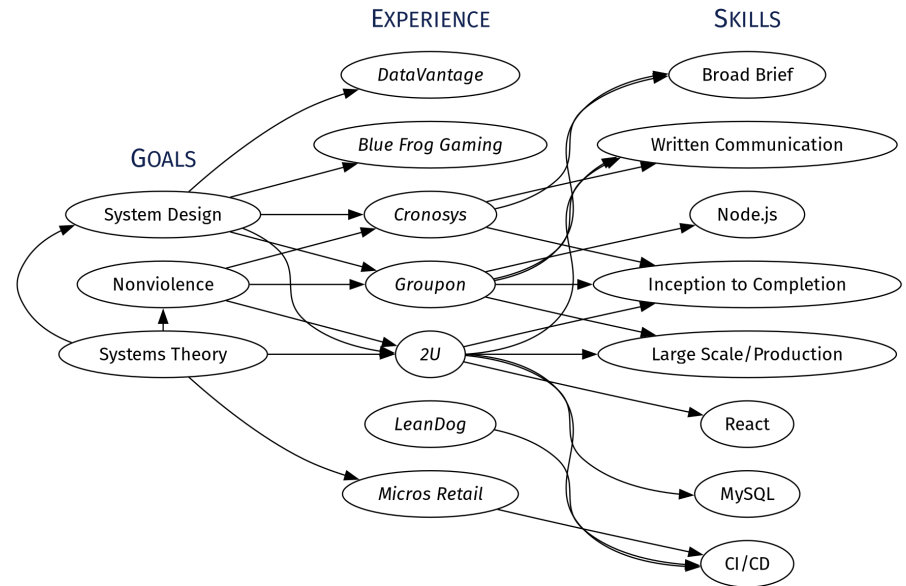 EXPERIENCE
SKILLS
DataVantage
Broad Brief
Blue Frog Gaming
Written Communication
GOALS
System Design
Cronosys
Node.js
Nonviolence
Groupon
Inception to Completion
Systems Theory
2U
Large Scale/Production
LeanDog
React
Micros Retail
MySQL
CI/CD